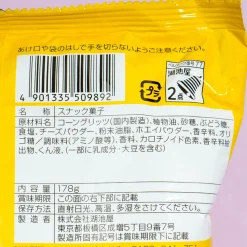 あけ口や袋のはしで手を切らないようご注意ください。
4 901335 509892
湖池屋
2点
名称 スナック菓子
原材料名 コーングリッツ(国内製造)、植物油、砂糖、ぶどう糖、
食塩、チーズパウダー、粉末油脂、ホエイパウダー、香辛料、オリ
ゴ糖/調味料(アミノ酸等)、香料、カロチノイド色素、香辛料抽
出物、くん液、(一部に乳成分・大豆を含む)
内容量 178g
賞味期限 この面の右下部に記載
保存方法 直射日光、高温、多湿をさけてください。
製造者 株式会社湖池屋
東京都板橋区成増5丁目9番7号
製造所固有記号は賞味期限下に記載